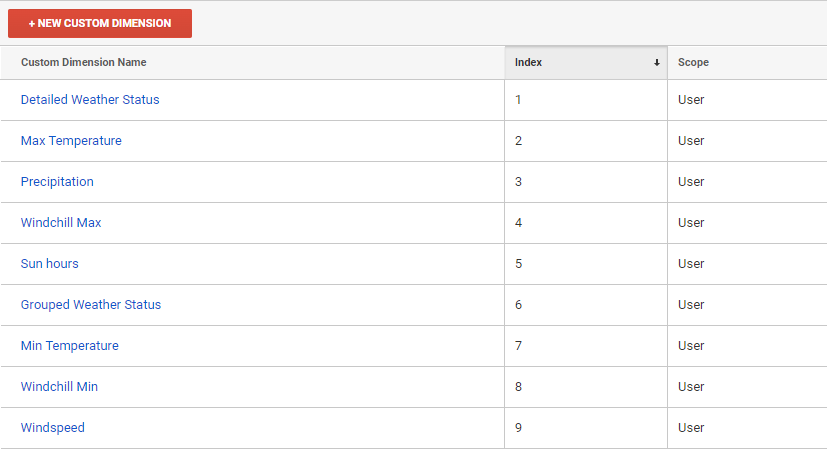 + NEW CUSTOM DIMENSION
Custom Dimension Name Index Scope
Detailed Weather Status 1 User
Max Temperature 2 User
Precipitation 3 User
Windchill Max 4 User
Sun hours 5 User
Grouped Weather Status 6 User
Min Temperature 7 User
Windchill Min 8 User
Windspeed 9 User